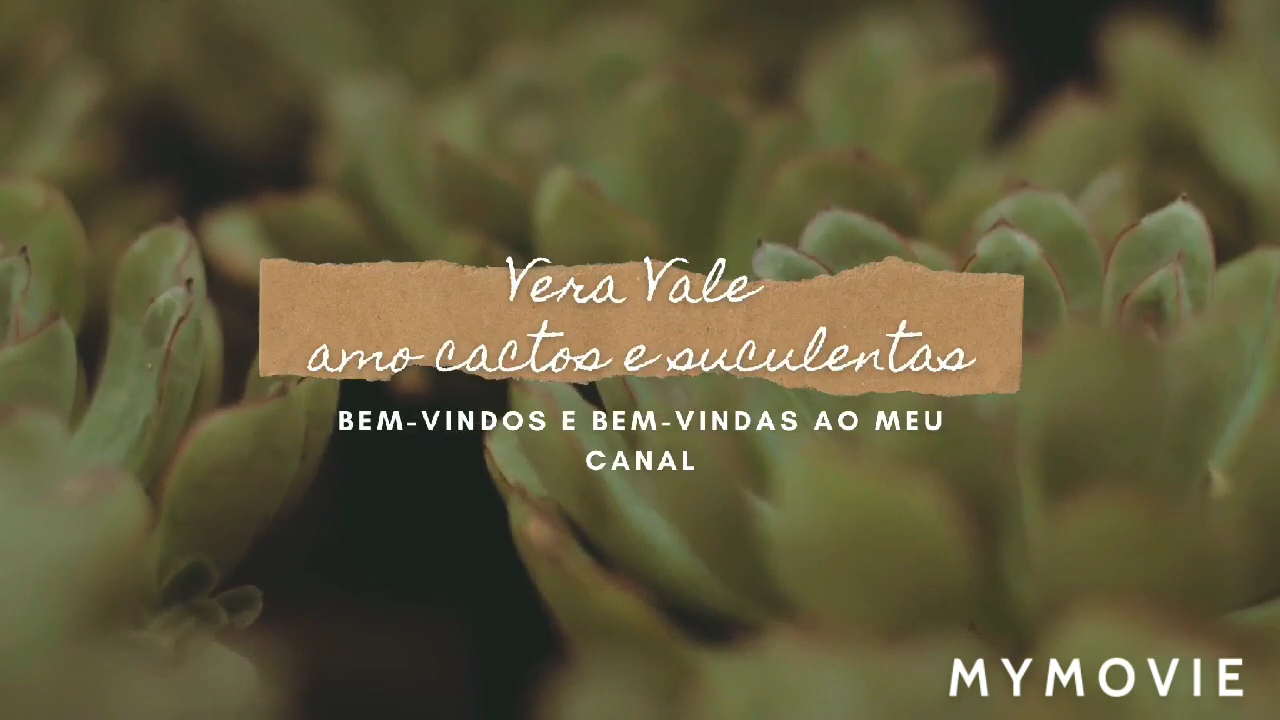 Vera Vale
amo cactos e suculentas
BEM-VINDOS E BEM-VINDAS AO MEU
CANAL
MYMOVIE